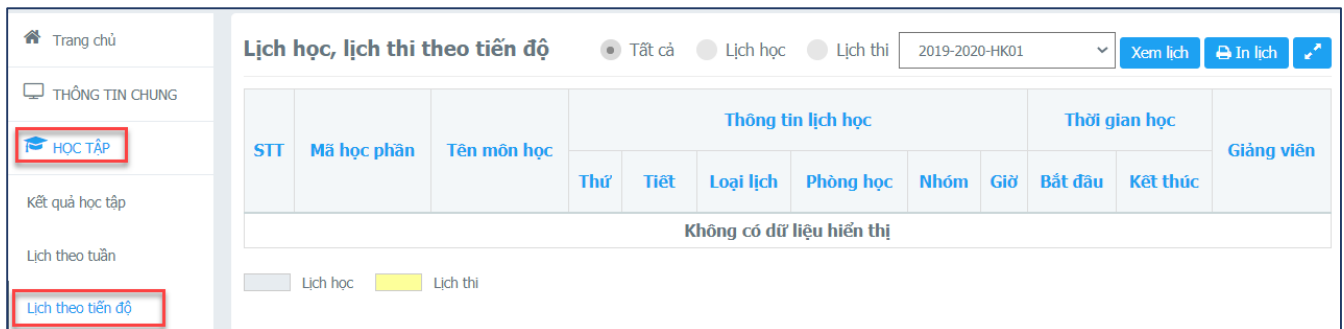 Trang chủ
THÔNG TIN CHUNG
HỌC TẬP
Kết quả học tập
Lịch theo tuần
Lịch theo tiến độ
Lịch học, lịch thi theo tiến độ
Tất cả Lịch học Lịch thi 2019-2020-HK01 Xem lịch In lịch
STT Mã học phần Tên môn học Thông tin lịch học Thời gian học Giảng viên
Thứ Tiết Loại lịch Phòng học Nhóm Giờ Bắt đầu Kết thúc
Không có dữ liệu hiển thị
Lịch học Lịch thi